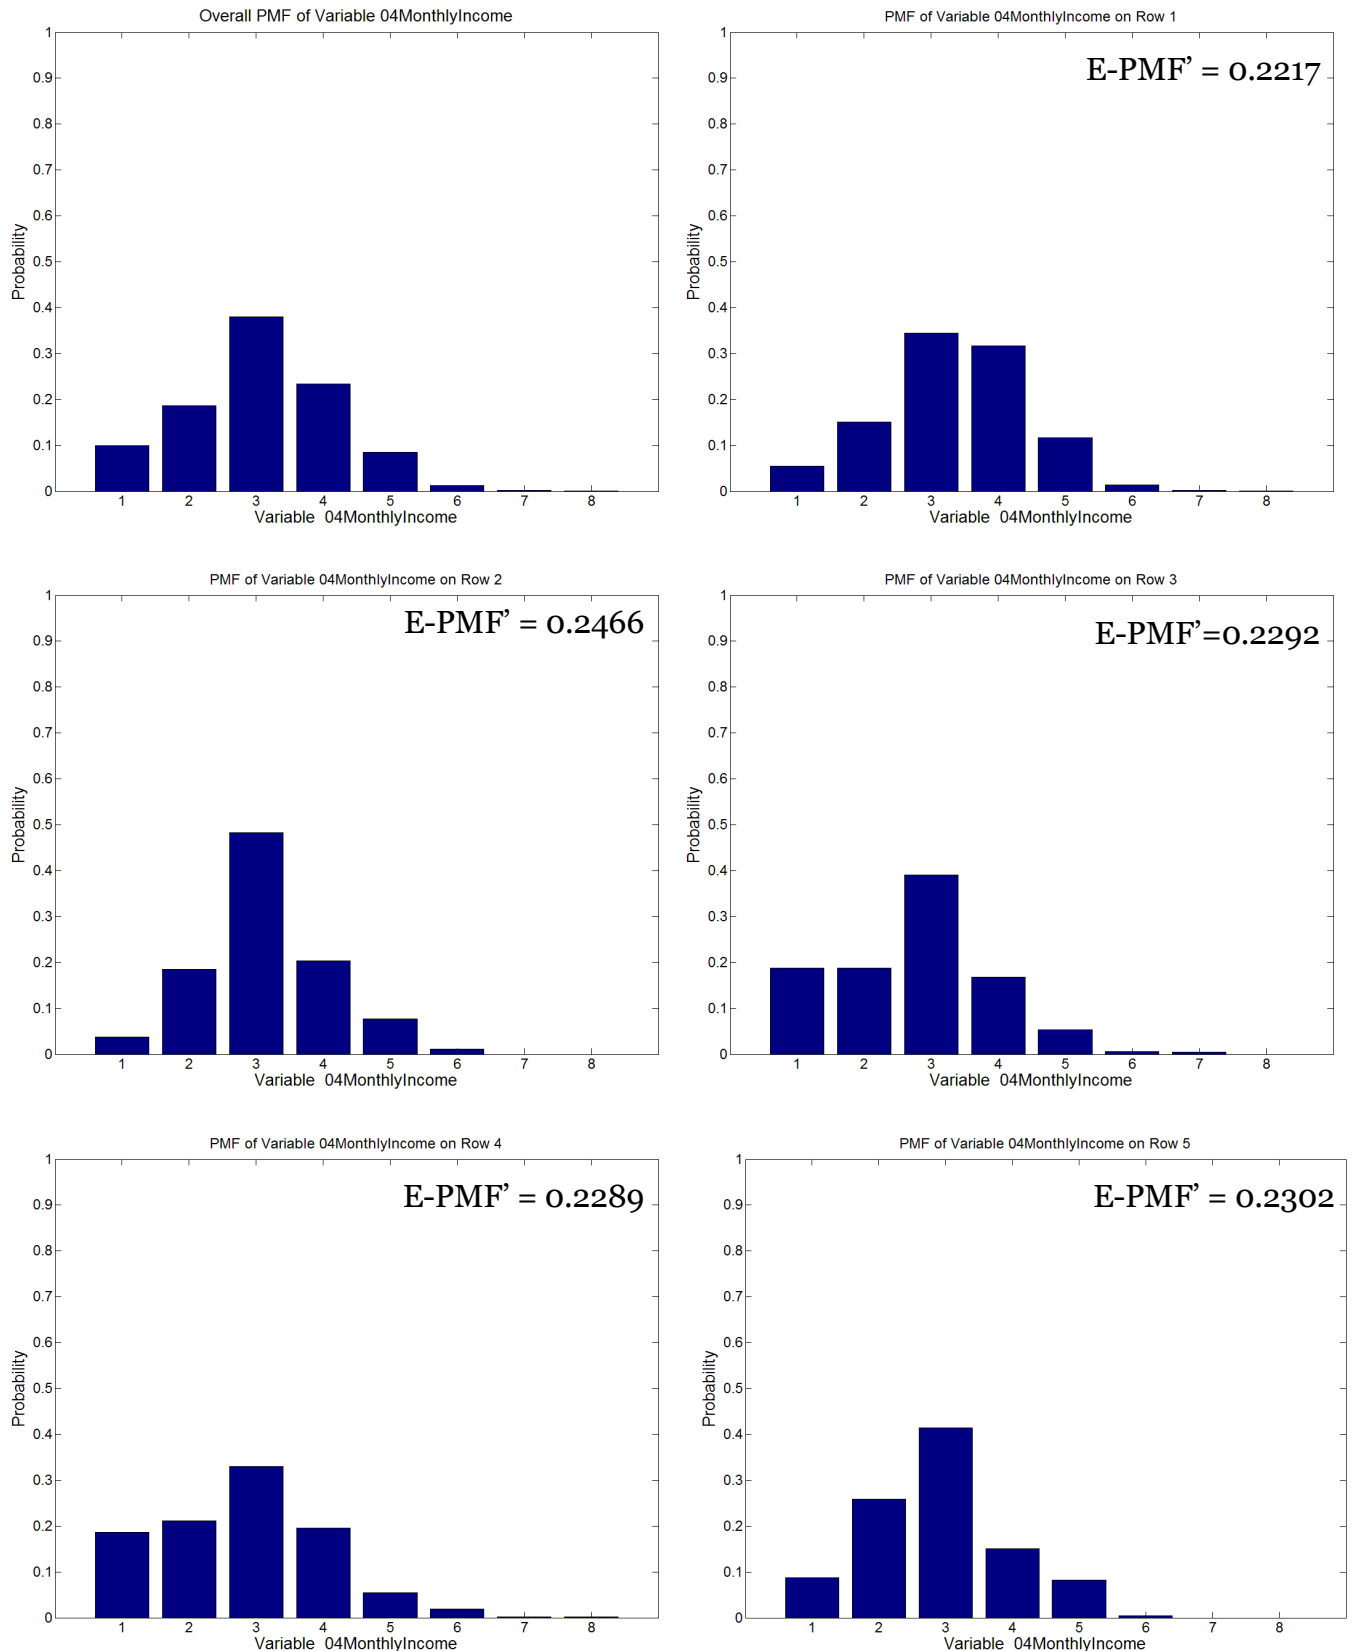 Overall PMF of Variable 04MonthlyIncome
1
0.9
0.8
0.7
0.6
0.5
0.4
0.3
0.2
0.1
0
Probability
1 2 3 4 5 6 7 8
Variable 04MonthlyIncome
PMF of Variable 04MonthlyIncome on Row 1
E-PMF’ = 0.2217
1
0.9
0.8
0.7
0.6
0.5
0.4
0.3
0.2
0.1
0
Probability
1 2 3 4 5 6 7 8
Variable 04MonthlyIncome
PMF of Variable 04MonthlyIncome on Row 2
E-PMF’ = 0.2466
1
0.9
0.8
0.7
0.6
0.5
0.4
0.3
0.2
0.1
0
Probability
1 2 3 4 5 6 7 8
Variable 04MonthlyIncome
PMF of Variable 04MonthlyIncome on Row 3
E-PMF’=0.2292
1
0.9
0.8
0.7
0.6
0.5
0.4
0.3
0.2
0.1
0
Probability
1 2 3 4 5 6 7 8
Variable 04MonthlyIncome
PMF of Variable 04MonthlyIncome on Row 4
E-PMF’ = 0.2289
1
0.9
0.8
0.7
0.6
0.5
0.4
0.3
0.2
0.1
0
Probability
1 2 3 4 5 6 7 8
Variable 04MonthlyIncome
PMF of Variable 04MonthlyIncome on Row 5
E-PMF’ = 0.2302
1
0.9
0.8
0.7
0.6
0.5
0.4
0.3
0.2
0.1
0
Probability
1 2 3 4 5 6 7 8
Variable 04MonthlyIncome